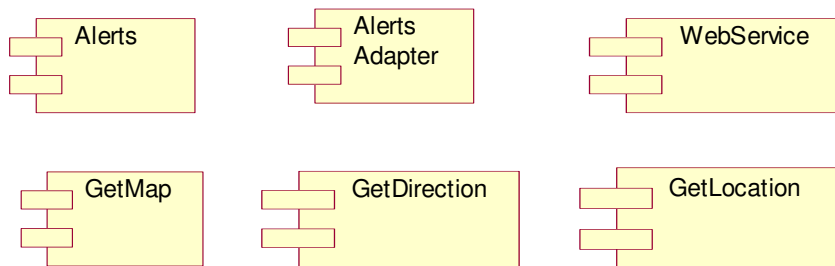 Alerts
Alerts
Adapter
WebService
GetMap
GetDirection
GetLocation